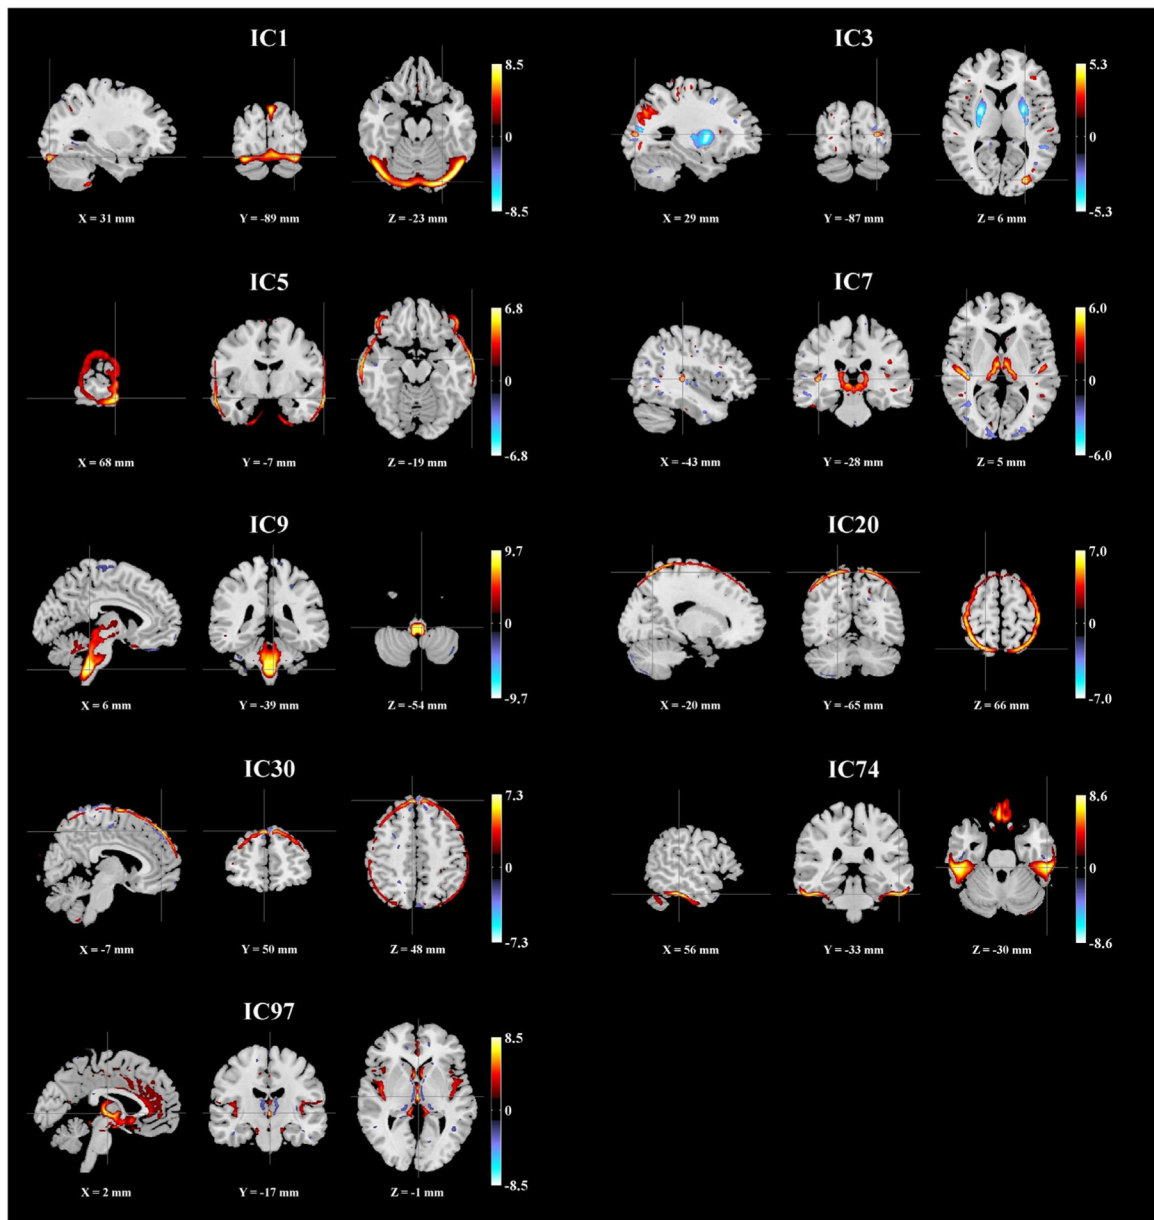 IC1
8.5
0
-8.5
X = 31 mm
Y = -89 mm
Z = -23 mm
IC3
5.3
0
-5.3
X = 29 mm
Y = -87 mm
Z = 6 mm
IC5
6.8
0
-6.8
X = 68 mm
Y = -7 mm
Z = -19 mm
IC7
6.0
0
-6.0
X = -43 mm
Y = -28 mm
Z = 5 mm
IC9
9.7
0
-9.7
X = 6 mm
Y = -39 mm
Z = -54 mm
IC20
7.0
0
-7.0
X = -20 mm
Y = -65 mm
Z = 66 mm
IC30
7.3
0
-7.3
X = -7 mm
Y = 50 mm
Z = 48 mm
IC74
8.6
0
-8.6
X = 56 mm
Y = -33 mm
Z = -30 mm
IC97
8.5
0
-8.5
X = 2 mm
Y = -17 mm
Z = -1 mm